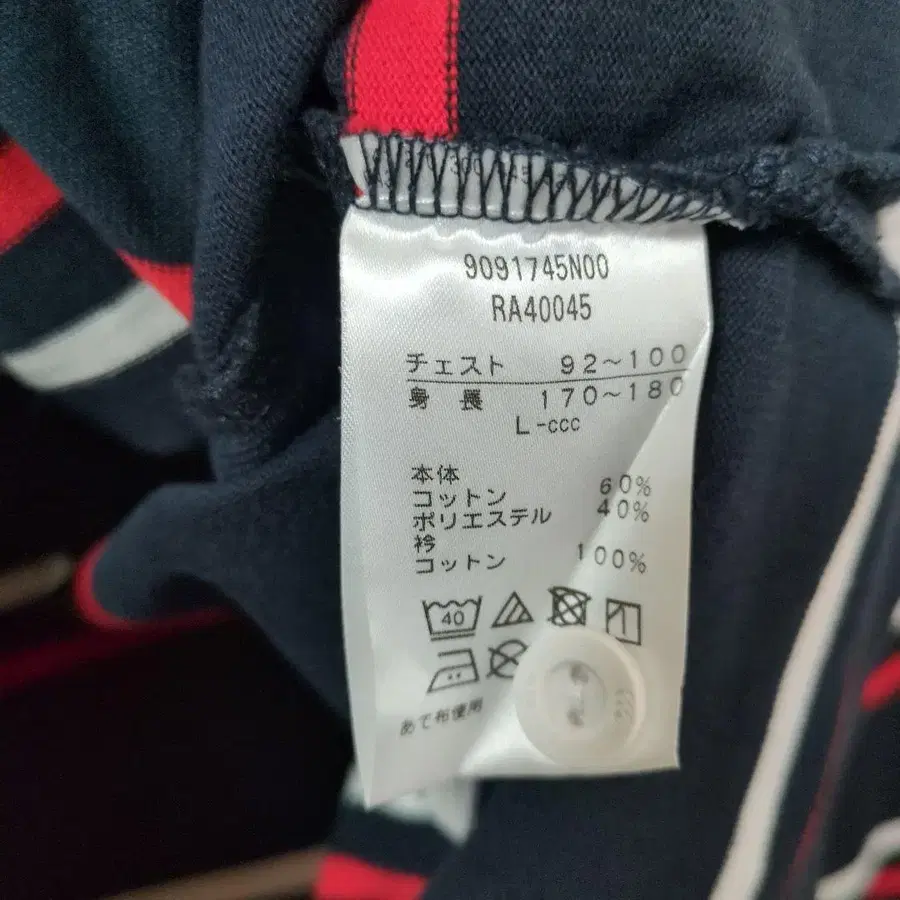 9091745N00
RA40045
チェスト 92~100
身長 170~180
L-ccc
本体
コットン 60%
ポリエステル 40%
衿
コットン 100%
40
あて布使用